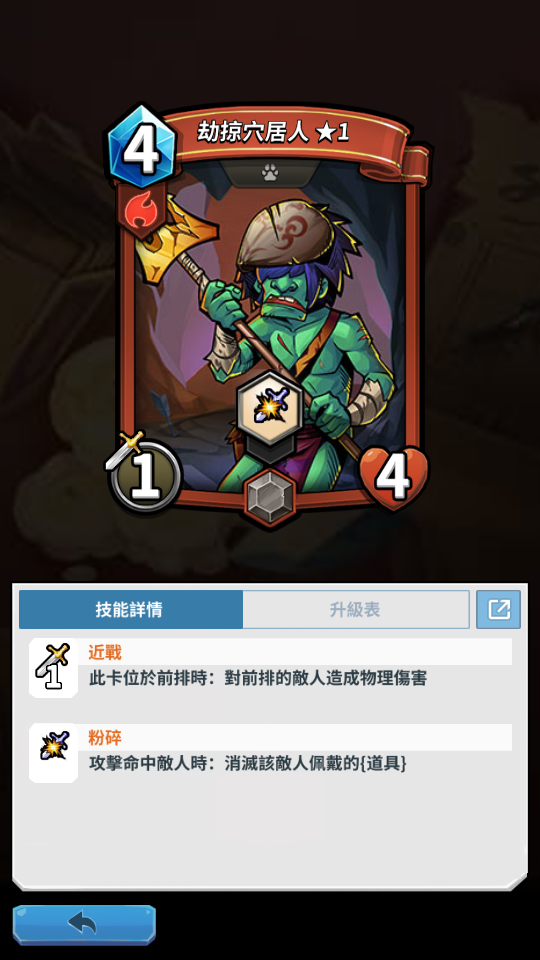 4
劫掠穴居人 ★1
1
4
技能詳情
升級表
近戰
1
此卡位於前排時：對前排的敵人造成物理傷害
粉碎
攻擊命中敵人時：消滅該敵人佩戴的{道具}